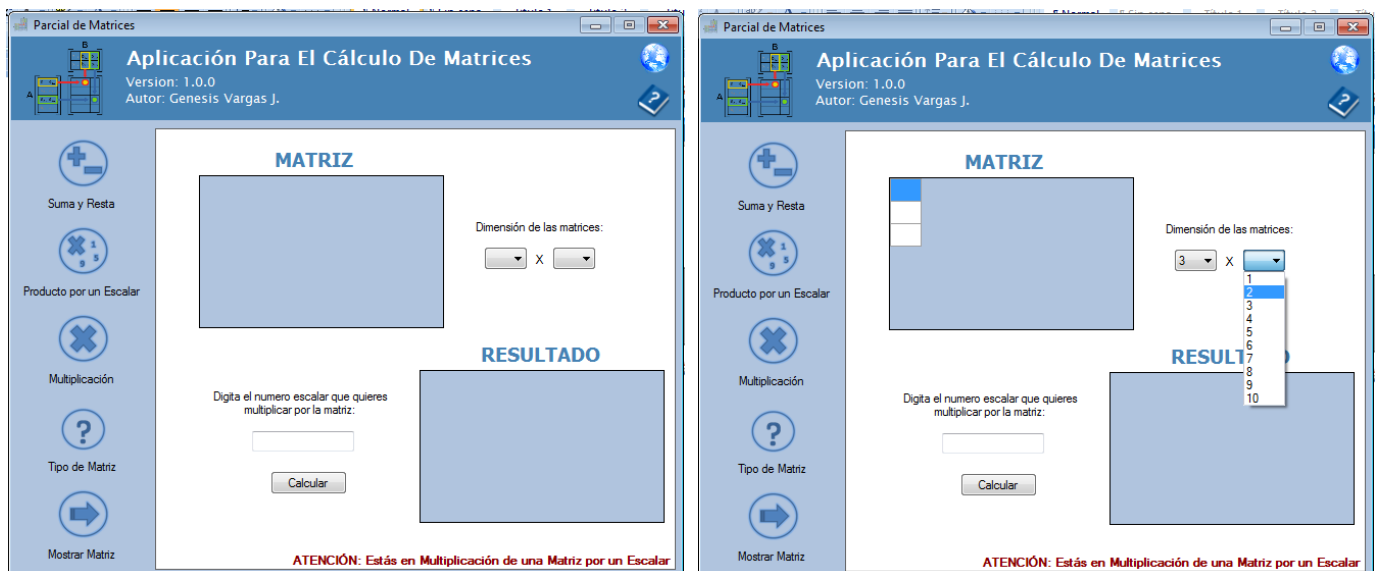 Parcial de Matrices
B
A
Aplicación Para El Cálculo De Matrices
Version: 1.0.0
Autor: Genesis Vargas J.
Suma y Resta
1
9 5
Producto por un Escalar
Multiplicación
?
Tipo de Matriz
Mostrar Matriz
MATRIZ
Dimensión de las matrices:
X
RESULTADO
Digita el numero escalar que quieres
multiplicar por la matriz:
Calcular
ATENCIÓN: Estás en Multiplicación de una Matriz por un Escalar
Parcial de Matrices
B
A
Aplicación Para El Cálculo De Matrices
Version: 1.0.0
Autor: Genesis Vargas J.
Suma y Resta
1
9 5
Producto por un Escalar
Multiplicación
?
Tipo de Matriz
Mostrar Matriz
MATRIZ
Dimensión de las matrices:
3 X
1
2
3
4
5
6
7
8
9
10
Digita el numero escalar que quieres
multiplicar por la matriz:
Calcular
ATENCIÓN: Estás en Multiplicación de una Matriz por un Escalar